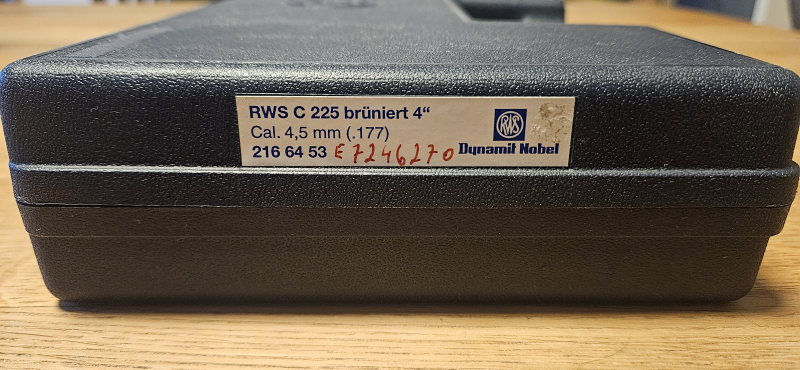 RWS C 225 brüniert 4“
Cal. 4,5 mm (.177)
216 64 53 E7246270
RWS
Dynamit Nobel